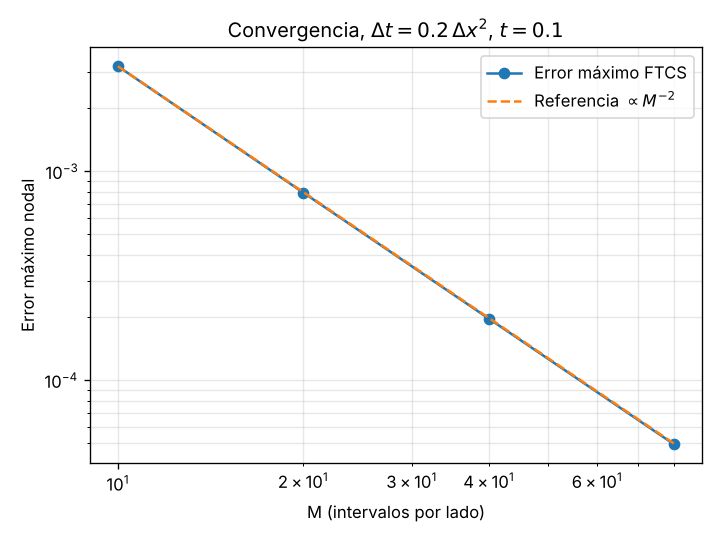 Convergencia, Δt = 0.2 Δx², t = 0.1
Error máximo FTCS
Referencia ∝ M⁻²
Error máximo nodal
10⁻³
10⁻⁴
10¹
2 × 10¹
3 × 10¹
4 × 10¹
6 × 10¹
M (intervalos por lado)